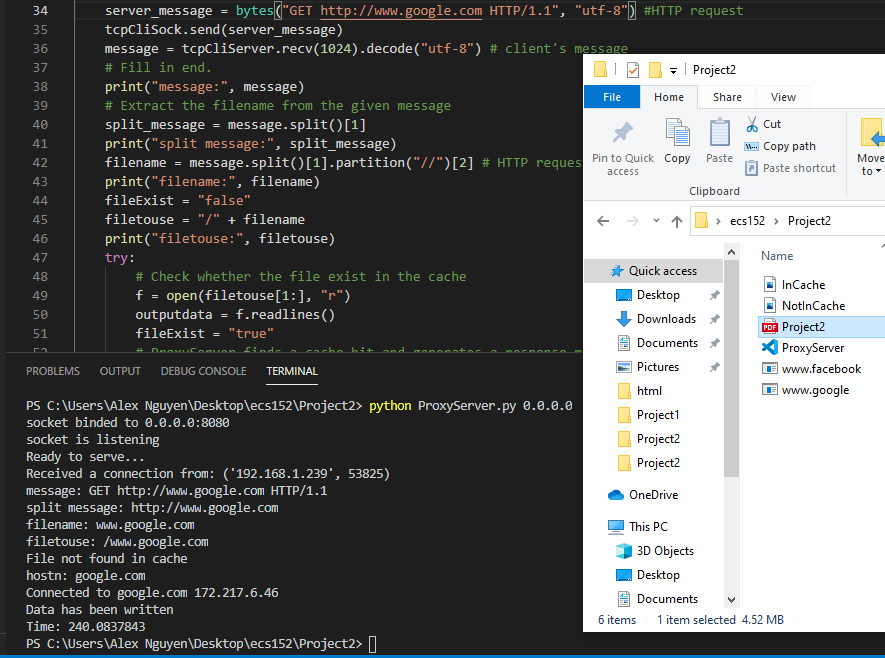 34 server_message = bytes("GET http://www.google.com HTTP/1.1", "utf-8") #HTTP request
35 tcpCliSock.send(server_message)
36 message = tcpCliServer.recv(1024).decode("utf-8") # client's message
37 # Fill in end.
38 print("message:", message)
39 # Extract the filename from the given message
40 split_message = message.split()[1]
41 print("split message:", split_message)
42 filename = message.split()[1].partition("//")[2] # HTTP reques
43 print("filename:", filename)
44 fileExist = "false"
45 filetouse = "/" + filename
46 print("filetouse:", filetouse)
47 try:
48 # Check whether the file exist in the cache
49 f = open(filetouse[1:], "r")
50 outputdata = f.readlines()
51 fileExist = "true"
52 # ProxyServer finds a cache hit and generates a response m
PROBLEMS OUTPUT DEBUG CONSOLE TERMINAL
PS C:\Users\Alex Nguyen\Desktop\ecs152\Project2> python ProxyServer.py 0.0.0.0
socket binded to 0.0.0.0:8080
socket is listening
Ready to serve...
Received a connection from: ('192.168.1.239', 53825)
message: GET http://www.google.com HTTP/1.1
split message: http://www.google.com
filename: www.google.com
filetouse: /www.google.com
File not found in cache
hostn: google.com
Connected to google.com 172.217.6.46
Data has been written
Time: 240.0837843
PS C:\Users\Alex Nguyen\Desktop\ecs152\Project2>
Project2
File Home Share View
Pin to Quick access
Copy
Paste
Cut
Copy path
Paste shortcut
Move to
Clipboard
ecs152 Project2
Quick access
Desktop
Downloads
Documents
Pictures
html
Project1
Project2
Project2
OneDrive
This PC
3D Objects
Desktop
Documents
Name
InCache
NotInCache
PDF Project2
ProxyServer
www.facebook
www.google
6 items 1 item selected 4.52 MB